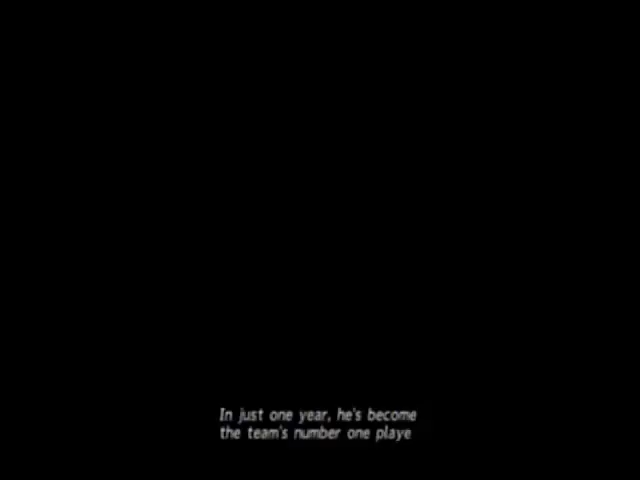 In just one year, he's become
the team's number one playe